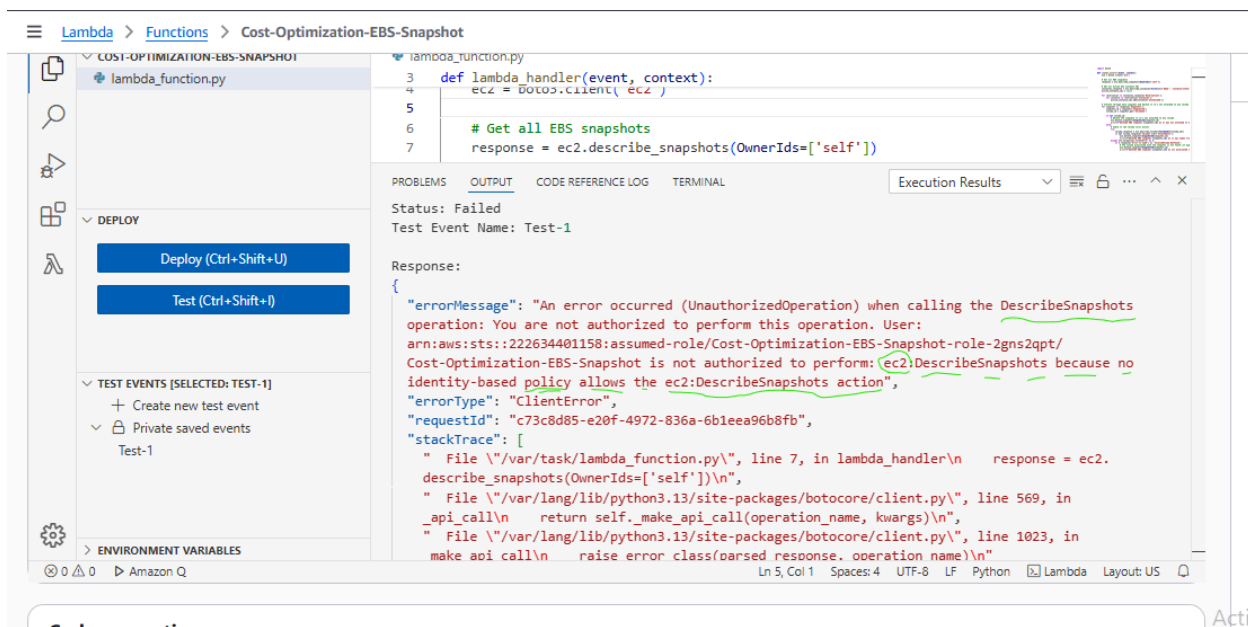 Lambda > Functions > Cost-Optimization-EBS-Snapshot
COST-OPTIMIZATION-EBS-SNAPSHOT
lambda_function.py
lambda_function.py
3 def lambda_handler(event, context):
4 ec2 = boto3.client('ec2')
5
6 # Get all EBS snapshots
7 response = ec2.describe_snapshots(OwnerIds=['self'])
PROBLEMS OUTPUT CODE REFERENCE LOG TERMINAL Execution Results
DEPLOY
Deploy (Ctrl+Shift+U)
Test (Ctrl+Shift+I)
TEST EVENTS [SELECTED: TEST-1]
Create new test event
Private saved events
Test-1
ENVIRONMENT VARIABLES
Status: Failed
Test Event Name: Test-1
Response:
{
"errorMessage": "An error occurred (UnauthorizedOperation) when calling the DescribeSnapshots
operation: You are not authorized to perform this operation. User:
arn:aws:sts::222634401158:assumed-role/Cost-Optimization-EBS-Snapshot-role-2gns2qpt/
Cost-Optimization-EBS-Snapshot is not authorized to perform: ec2:DescribeSnapshots because no
identity-based policy allows the ec2:DescribeSnapshots action",
"errorType": "ClientError",
"requestId": "c73c8d85-e20f-4972-836a-6b1eea96b8fb",
"stackTrace": [
" File \"/var/task/lambda_function.py\", line 7, in lambda_handler\n response = ec2.
describe_snapshots(OwnerIds=['self'])\n",
" File \"/var/lang/lib/python3.13/site-packages/botocore/client.py\", line 569, in
_api_call\n return self._make_api_call(operation_name, kwargs)\n",
" File \"/var/lang/lib/python3.13/site-packages/botocore/client.py\", line 1023, in
_make_api_call\n raise error_class(parsed_response, operation_name)\n"
0 0 Amazon Q Ln 5, Col 1 Spaces: 4 UTF-8 LF Python Lambda Layout: US
Acti